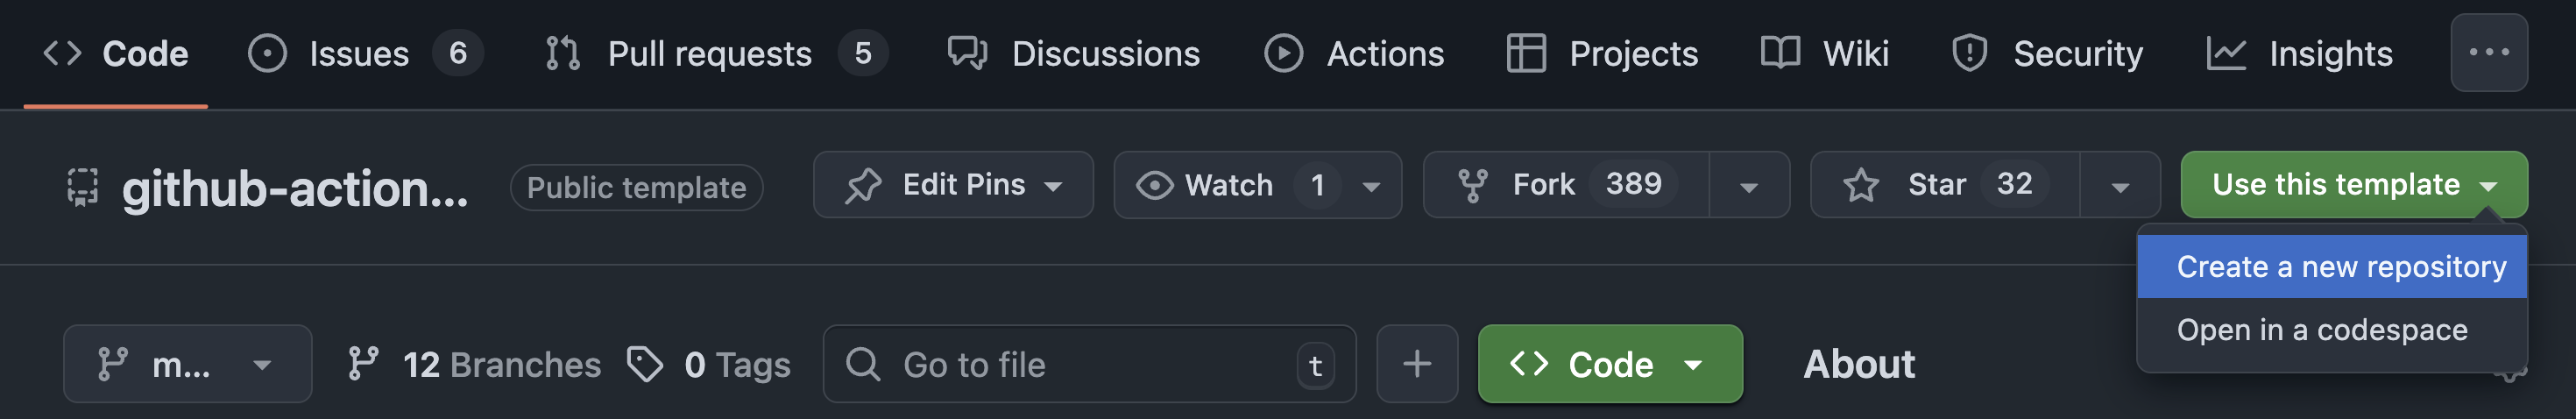 Code Issues 6 Pull requests 5 Discussions Actions Projects Wiki Security Insights ...
github-action... Public template Edit Pins Watch 1 Fork 389 Star 32 Use this template
Create a new repository
Open in a codespace
m... 12 Branches 0 Tags Go to file t + Code About